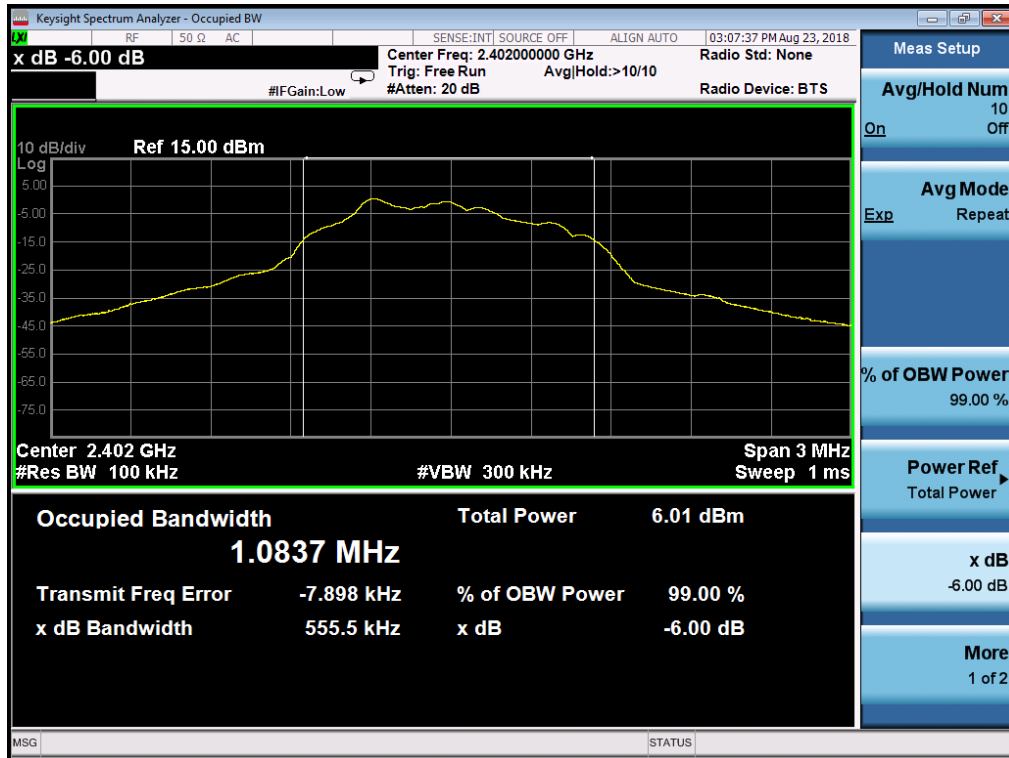 Keysight Spectrum Analyzer - Occupied BW
LXI RF 50 Ω AC SENSE:INT SOURCE OFF ALIGN AUTO 03:07:37 PM Aug 23, 2018
x dB -6.00 dB
Center Freq: 2.402000000 GHz Radio Std: None
Trig: Free Run Avg|Hold:>10/10
#IFGain:Low #Atten: 20 dB Radio Device: BTS
10 dB/div Ref 15.00 dBm
Log
5.00
-5.00
-15.0
-25.0
-35.0
-45.0
-55.0
-65.0
-75.0
Center 2.402 GHz Span 3 MHz
#Res BW 100 kHz #VBW 300 kHz Sweep 1 ms
Occupied Bandwidth Total Power 6.01 dBm
1.0837 MHz
Transmit Freq Error -7.898 kHz % of OBW Power 99.00 %
x dB Bandwidth 555.5 kHz x dB -6.00 dB
MSG STATUS
Meas Setup
Avg/Hold Num
10
On Off
Avg Mode
Exp Repeat
% of OBW Power
99.00 %
Power Ref
Total Power
x dB
-6.00 dB
More
1 of 2